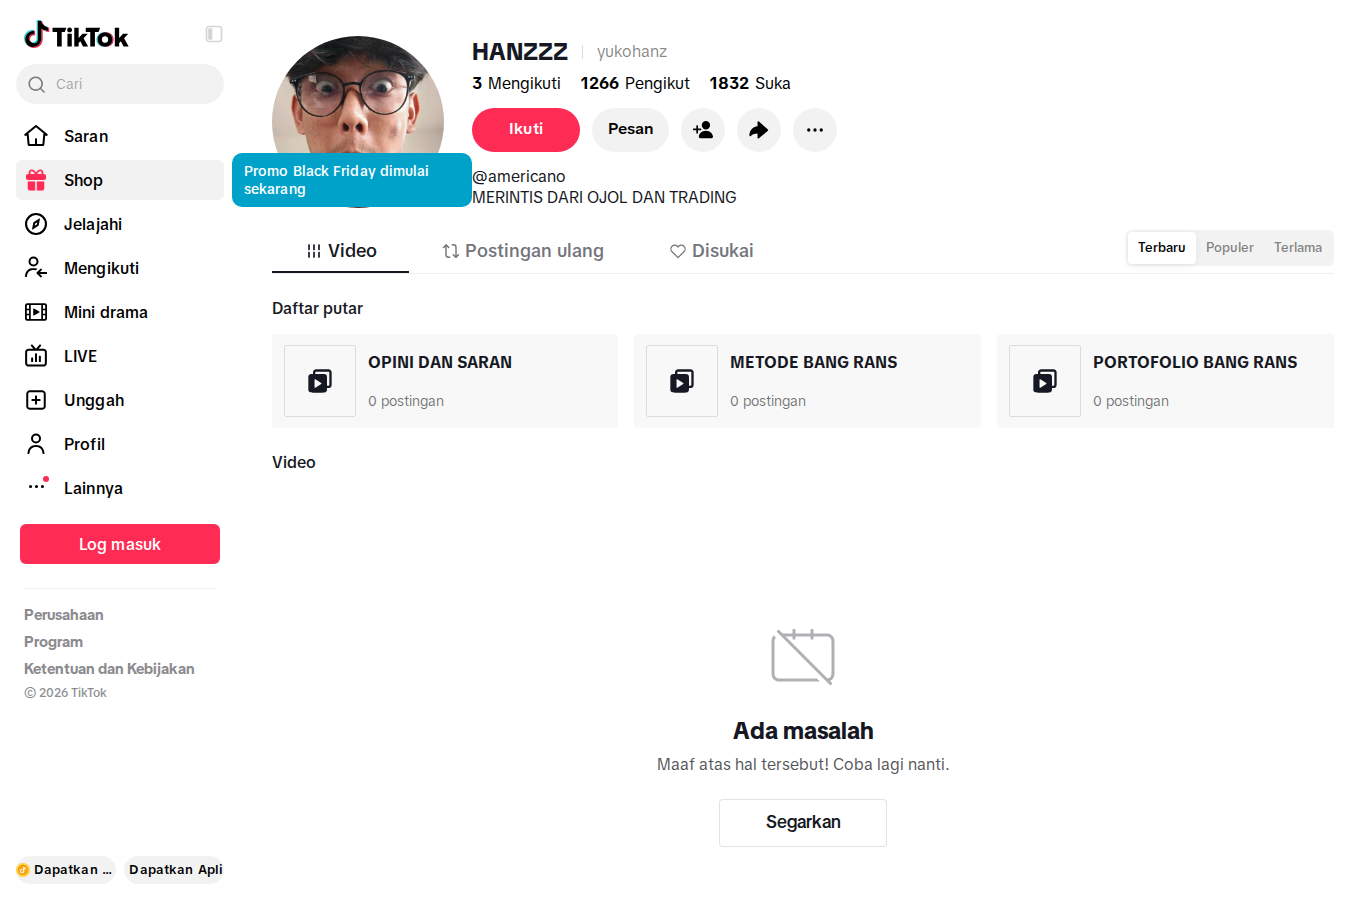 TikTok
Cari
Saran
Shop
Jelajahi
Mengikuti
Mini drama
LIVE
Unggah
Profil
Lainnya
Log masuk
Perusahaan
Program
Ketentuan dan Kebijakan
© 2026 TikTok
Dapatkan ...
Dapatkan Apli
Promo Black Friday dimulai
sekarang
HANZZZ
yukohanz
3 Mengikuti 1266 Pengikut 1832 Suka
Ikuti
Pesan
@americano
MERINTIS DARI OJOL DAN TRADING
Video
Postingan ulang
Disukai
Terbaru
Populer
Terlama
Daftar putar
OPINI DAN SARAN
0 postingan
METODE BANG RANS
0 postingan
PORTOFOLIO BANG RANS
0 postingan
Video
Ada masalah
Maaf atas hal tersebut! Coba lagi nanti.
Segarkan